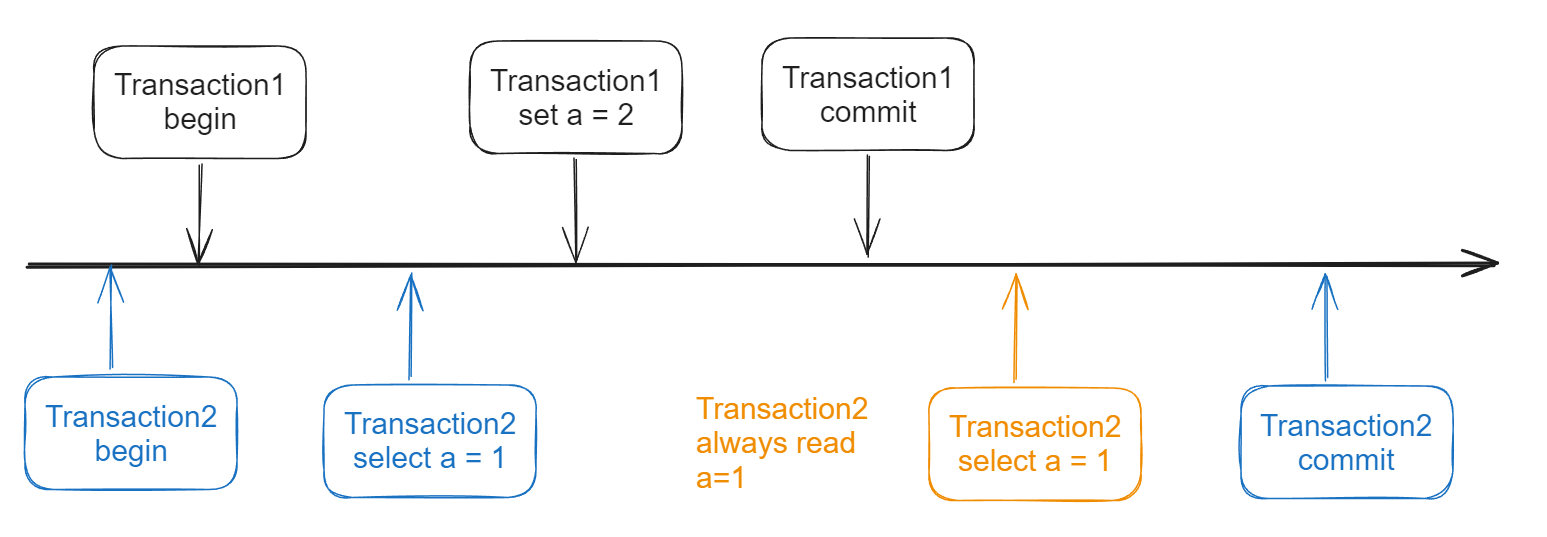 Transaction1
begin
Transaction1
set a = 2
Transaction1
commit
Transaction2
begin
Transaction2
select a = 1
Transaction2
always read
a=1
Transaction2
select a = 1
Transaction2
commit